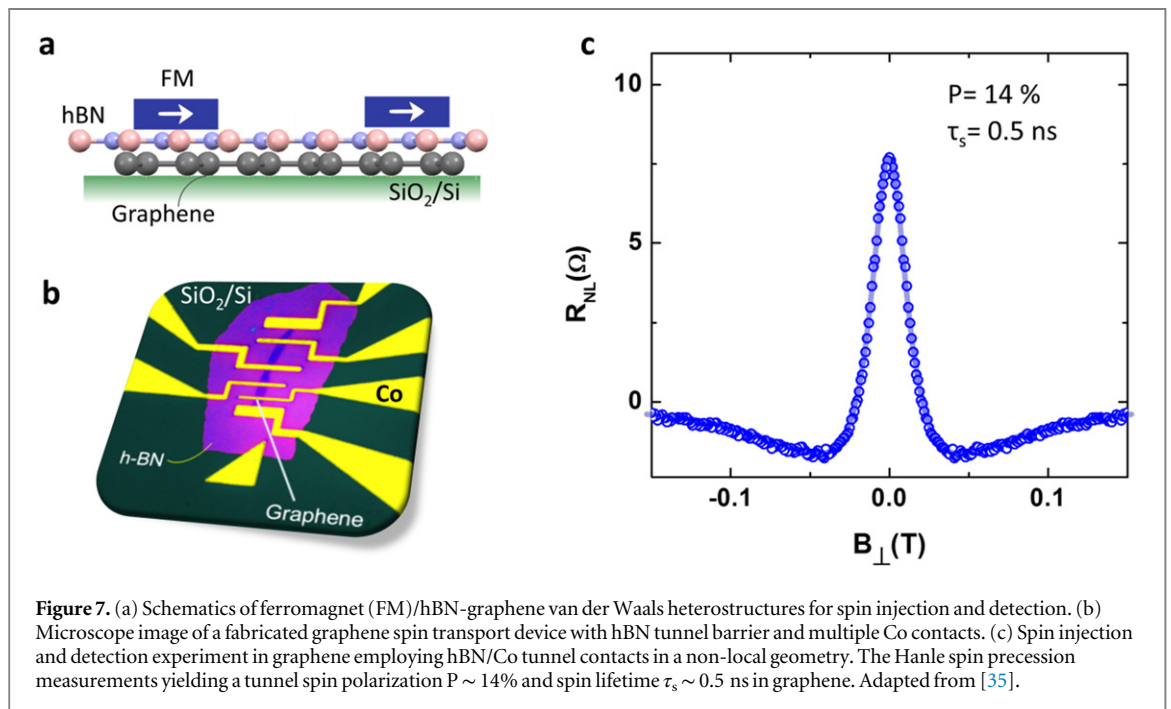 a
FM
hBN
SiO₂/Si
Graphene
b
SiO₂/Si
Co
h-BN
Graphene
c
P= 14 %
τₛ= 0.5 ns
10
5
0
R_NL(Ω)
-0.1 0.0 0.1
B⊥(T)
Figure 7. (a) Schematics of ferromagnet (FM)/hBN-graphene van der Waals heterostructures for spin injection and detection. (b)
Microscope image of a fabricated graphene spin transport device with hBN tunnel barrier and multiple Co contacts. (c) Spin injection
and detection experiment in graphene employing hBN/Co tunnel contacts in a non-local geometry. The Hanle spin precession
measurements yielding a tunnel spin polarization P ~ 14% and spin lifetime τₛ ~ 0.5 ns in graphene. Adapted from [35].